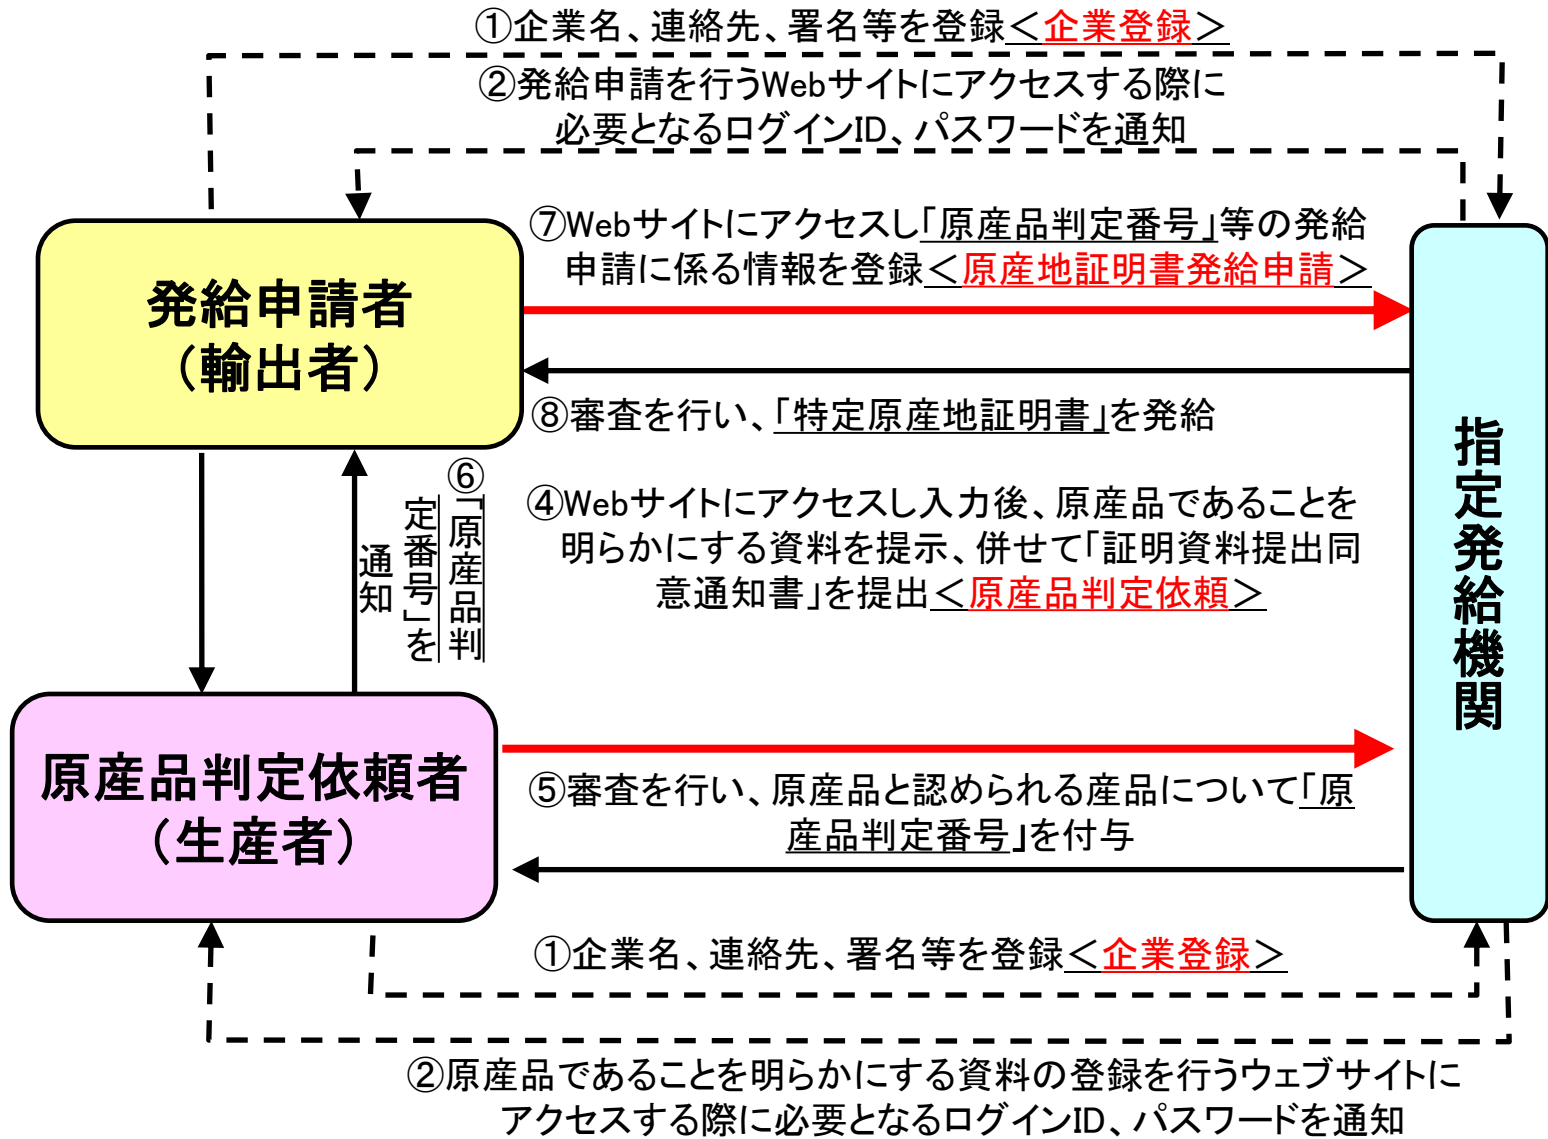 ①企業名、連絡先、署名等を登録＜企業登録＞
②発給申請を行うWebサイトにアクセスする際に
必要となるログインID、パスワードを通知
⑦Webサイトにアクセスし「原産品判定番号」等の発給
申請に係る情報を登録＜原産地証明書発給申請＞
発給申請者
（輸出者）
⑧審査を行い、「特定原産地証明書」を発給
指定発給機関
⑥「原産品判
定番号」を
通知
④Webサイトにアクセスし入力後、原産品であることを
明らかにする資料を提示、併せて「証明資料提出同
意通知書」を提出＜原産品判定依頼＞
原産品判定依頼者
（生産者）
⑤審査を行い、原産品と認められる産品について「原
産品判定番号」を付与
①企業名、連絡先、署名等を登録＜企業登録＞
②原産品であることを明らかにする資料の登録を行うウェブサイトに
アクセスする際に必要となるログインID、パスワードを通知